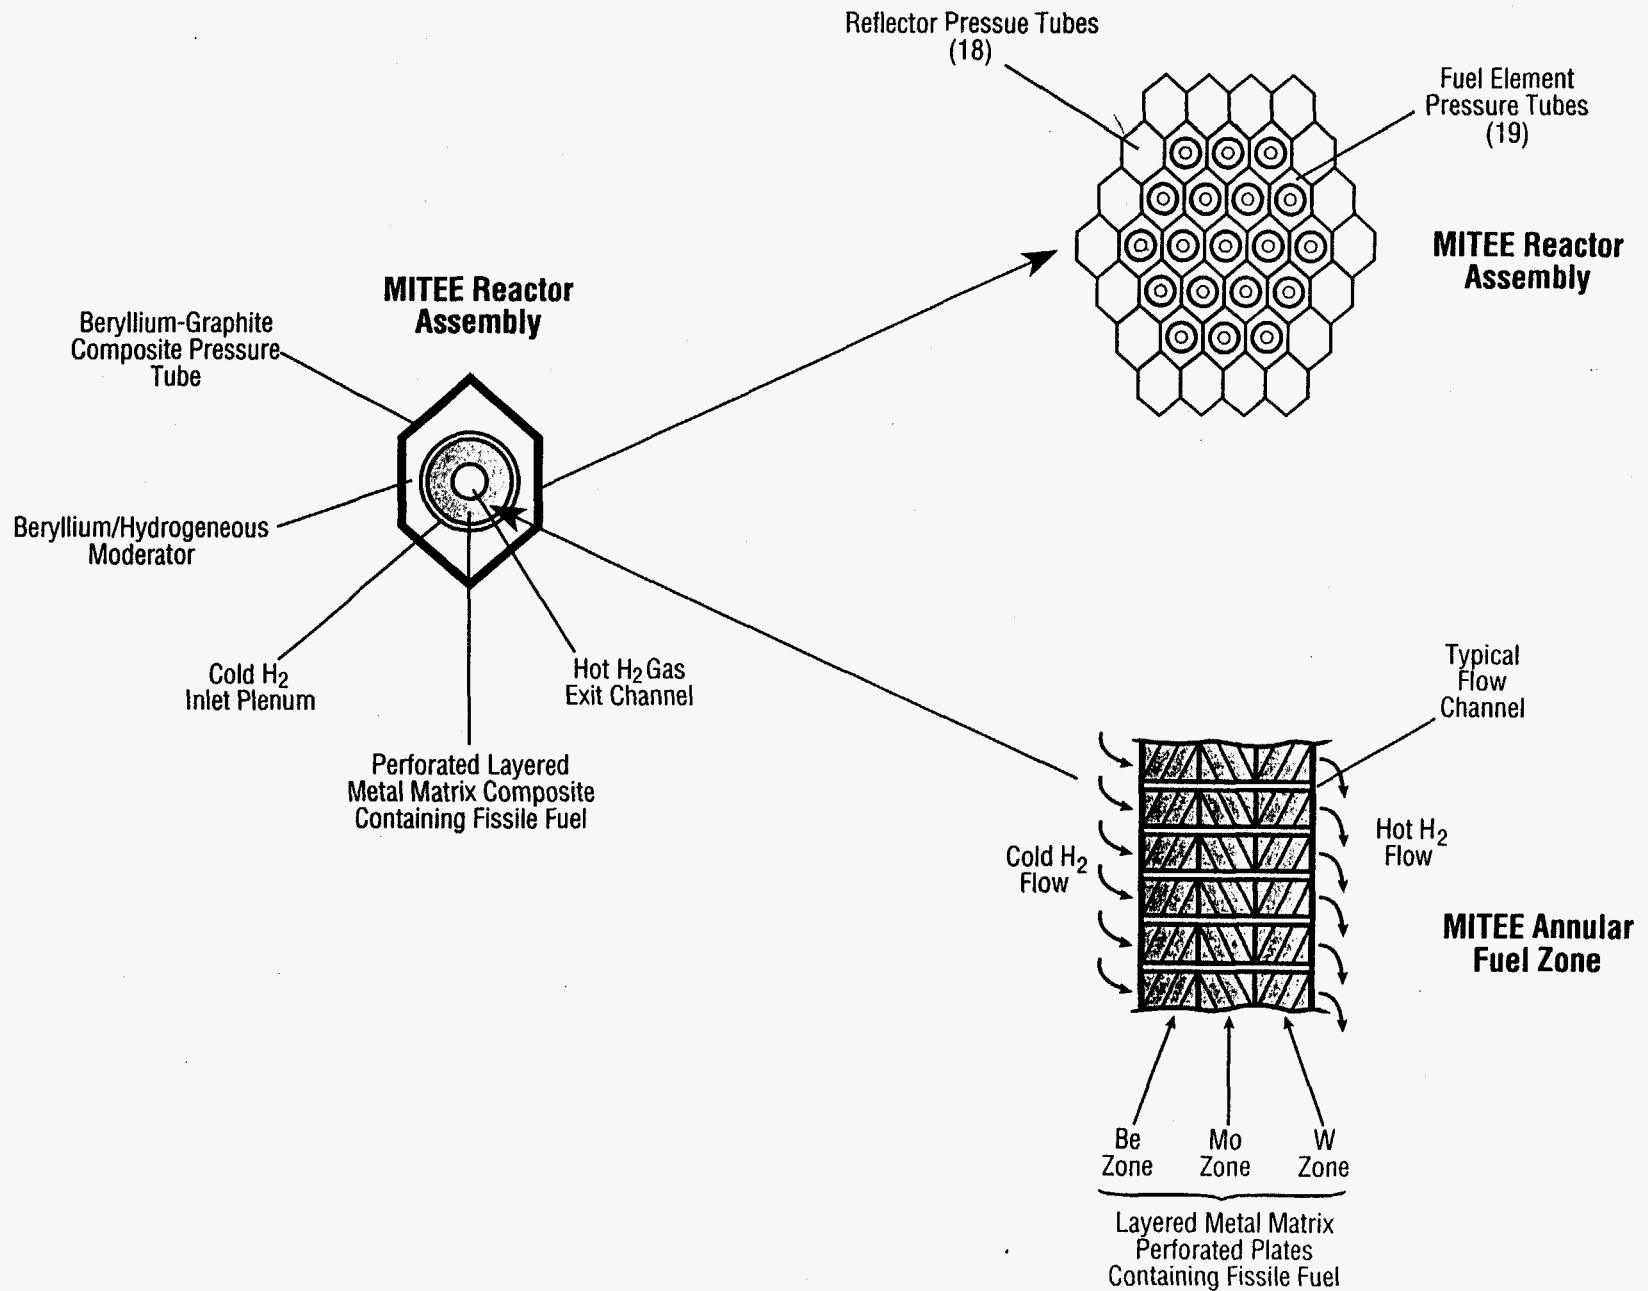 Reflector Pressue Tubes
(18)
Fuel Element
Pressure Tubes
(19)
MITEE Reactor
Assembly
MITEE Reactor
Assembly
Beryllium-Graphite
Composite Pressure
Tube
Beryllium/Hydrogeneous
Moderator
Cold H2
Inlet Plenum
Hot H2 Gas
Exit Channel
Perforated Layered
Metal Matrix Composite
Containing Fissile Fuel
Typical
Flow
Channel
Cold H2
Flow
Hot H2
Flow
MITEE Annular
Fuel Zone
Be
Zone
Mo
Zone
W
Zone
Layered Metal Matrix
Perforated Plates
Containing Fissile Fuel